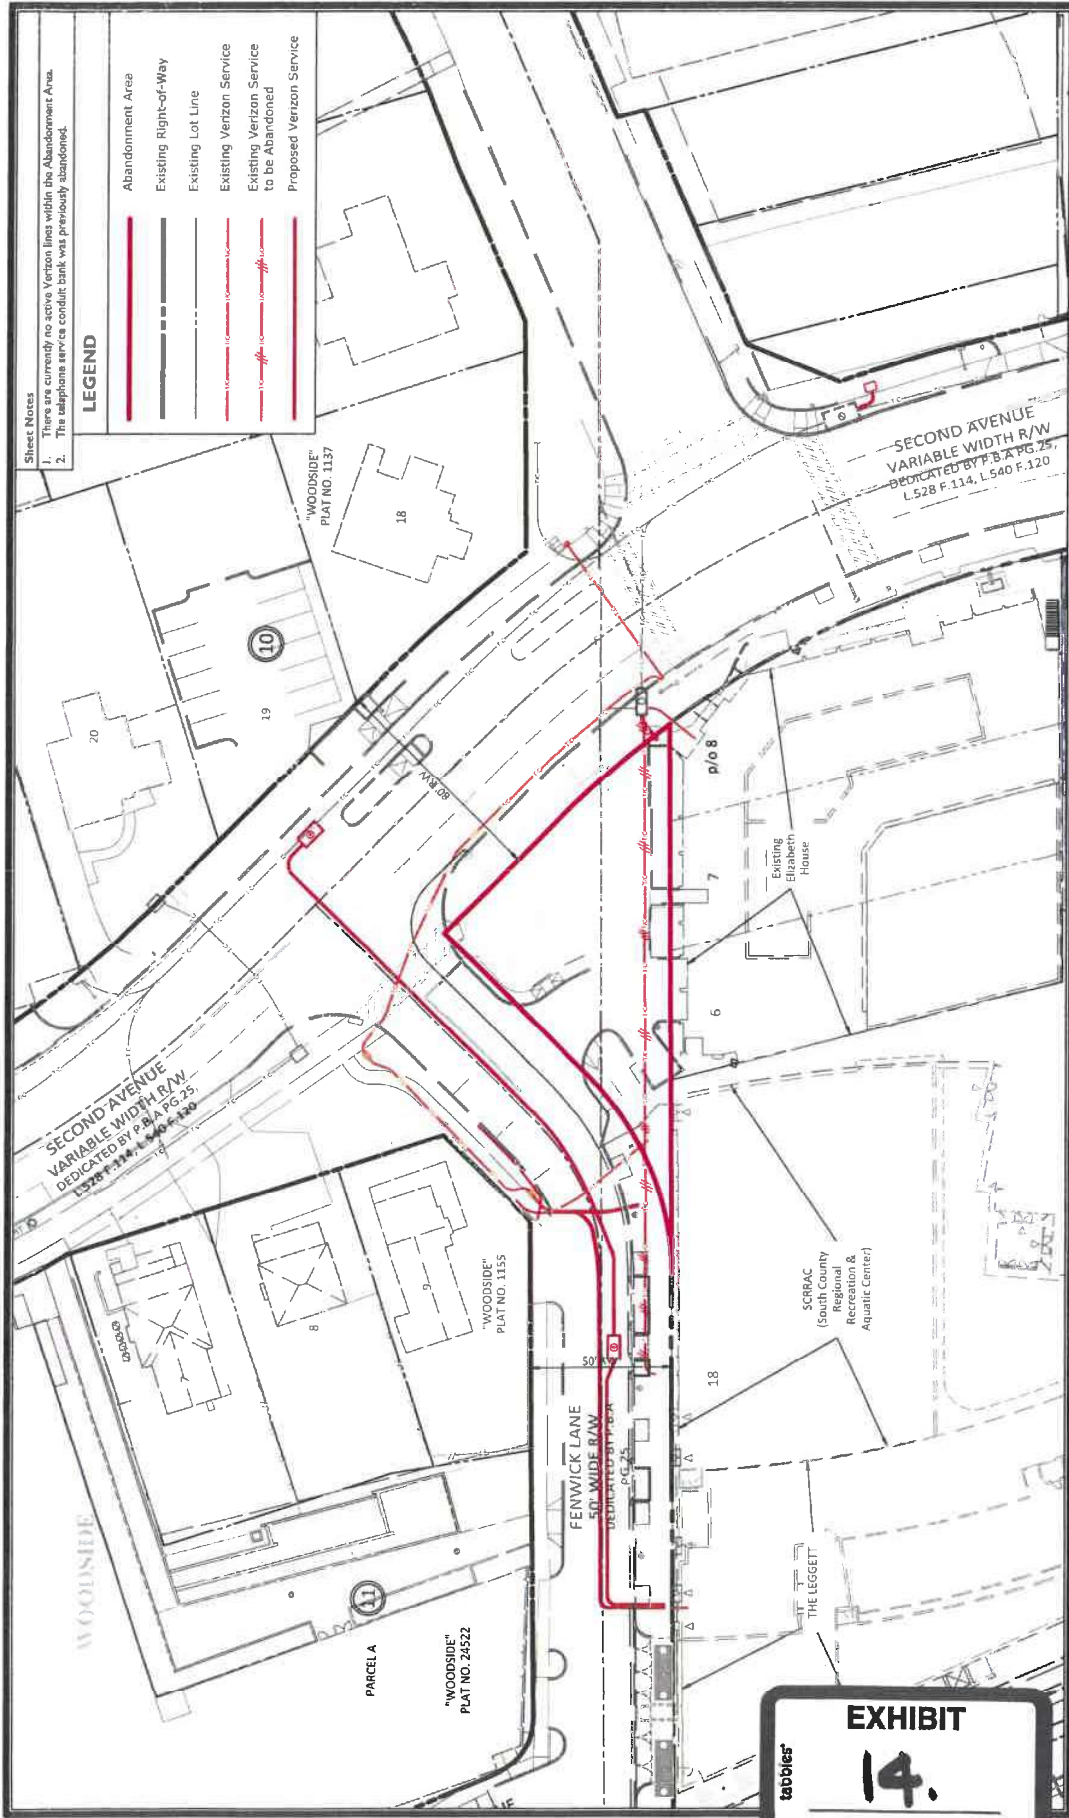 Sheet Notes
1. There are currently no active Verizon lines within the Abandonment Area.
2. The telephone service conduit bank was previously abandoned.
LEGEND
Abandonment Area
Existing Right-of-Way
Existing Lot Line
Existing Verizon Service
Existing Verizon Service
to be Abandoned
Proposed Verizon Service
WOODSIDE
SECOND AVENUE
VARIABLE WIDTH R/W
DEDICATED BY P.B.A PG.25,
L.528 F.114, L.540 F.120
20
19
10
"WOODSIDE"
PLAT NO. 1137
18
60' R/W
SECOND AVENUE
VARIABLE WIDTH R/W
DEDICATED BY P.B.A PG.25,
L.528 F.114, L.540 F.120
8
9
"WOODSIDE"
PLAT NO. 1155
11
PARCEL A
"WOODSIDE"
PLAT NO. 24522
50'
FENWICK LANE
50' WIDE R/W
DEDICATED BY P.B.A
PG.25
18
6
7
p/o 8
Existing
Elizabeth
House
SCRRAC
(South County
Regional
Recreation &
Aquatic Center)
THE LEGGETT
EXHIBIT
14.
tabbies®